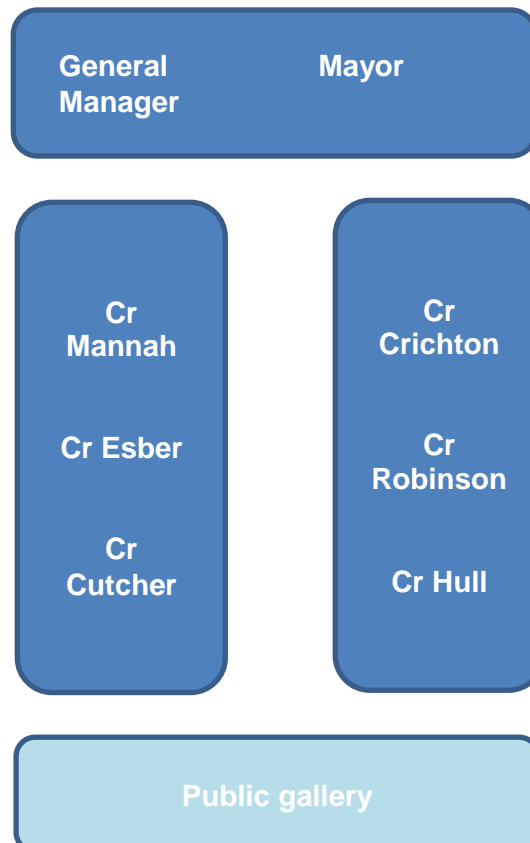 General
Manager
Mayor
Cr
Mannah
Cr Esber
Cr
Cutcher
Cr
Crichton
Cr
Robinson
Cr Hull
Public gallery